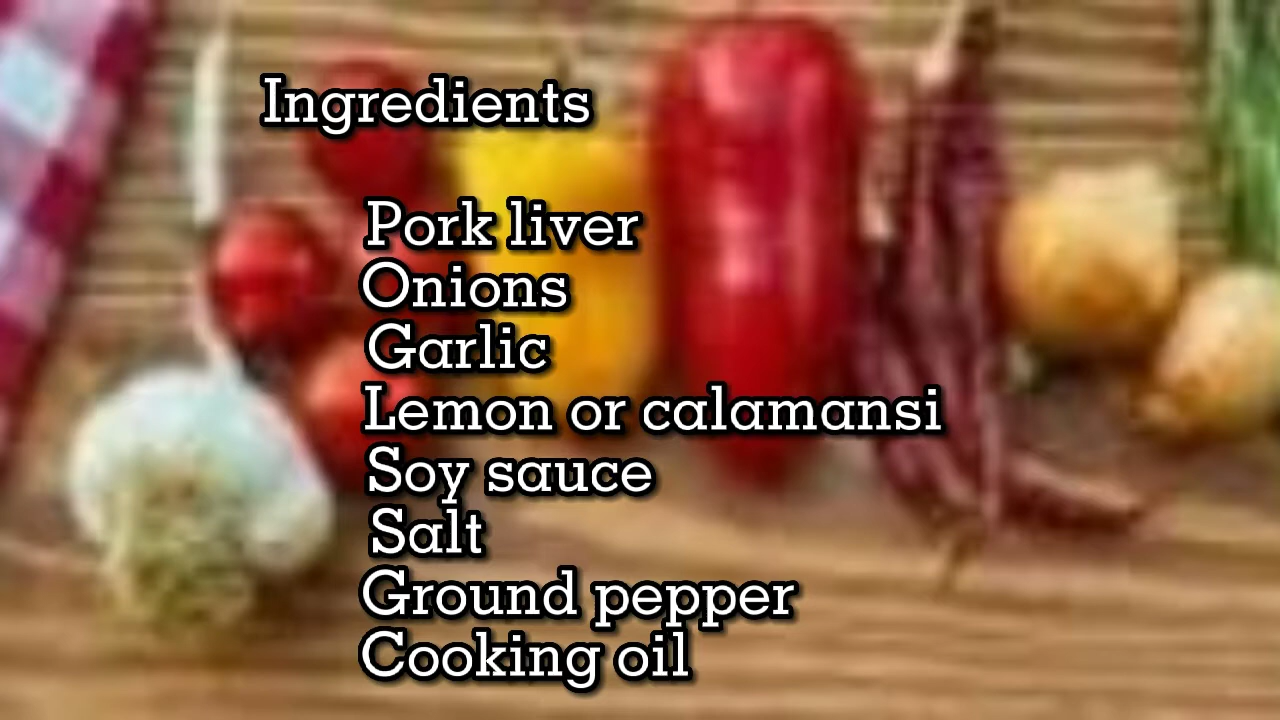 Ingredients
Pork liver
Onions
Garlic
Lemon or calamansi
Soy sauce
Salt
Ground pepper
Cooking oil